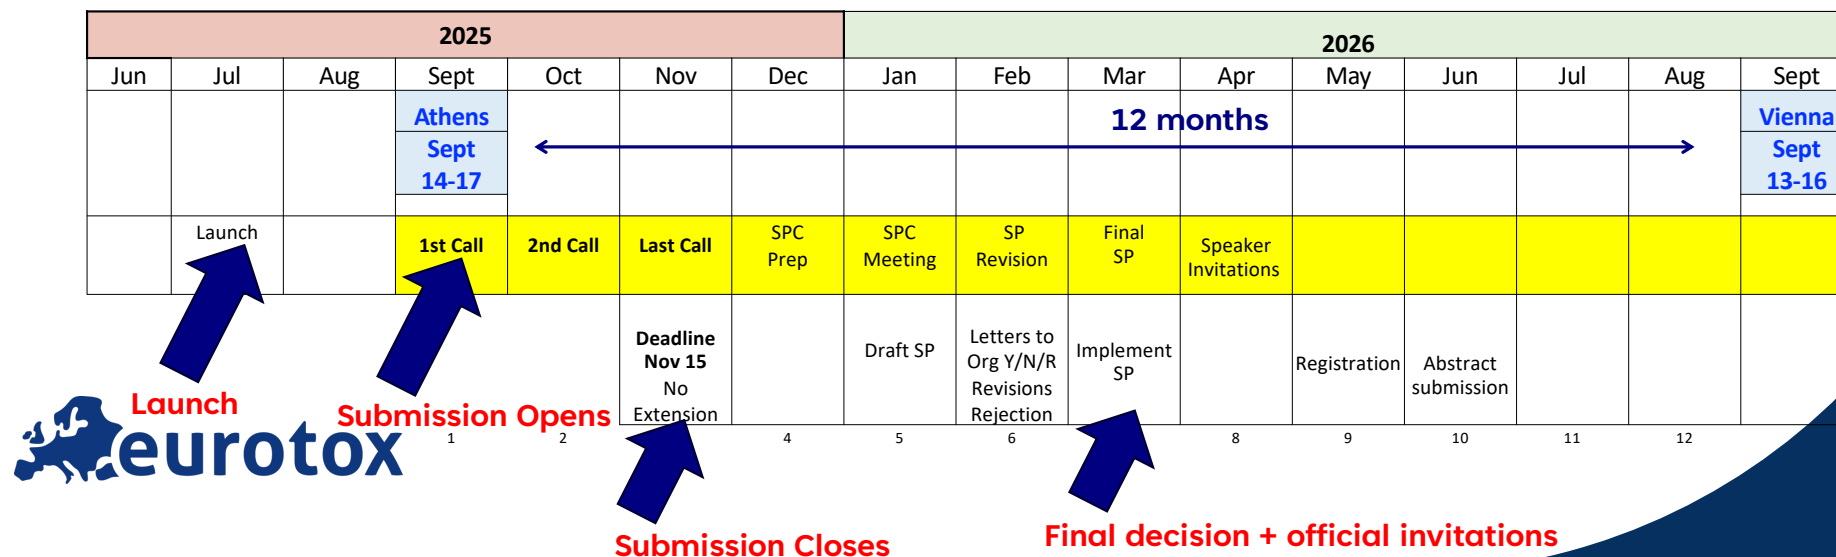 2025
2026
Jun Jul Aug Sept Oct Nov Dec Jan Feb Mar Apr May Jun Jul Aug Sept
Athens
Sept
14-17
12 months
Vienna
Sept
13-16
Launch
1st Call
2nd Call
Last Call
SPC
Prep
SPC
Meeting
SP
Revision
Final
SP
Speaker
Invitations
Deadline
Nov 15
No
Extension
Draft SP
Letters to
Org Y/N/R
Revisions
Rejection
Implement
SP
Registration
Abstract
submission
1 2 4 5 6 8 9 10 11 12
Launch
Submission Opens
eurotox
Submission Closes
Final decision + official invitations